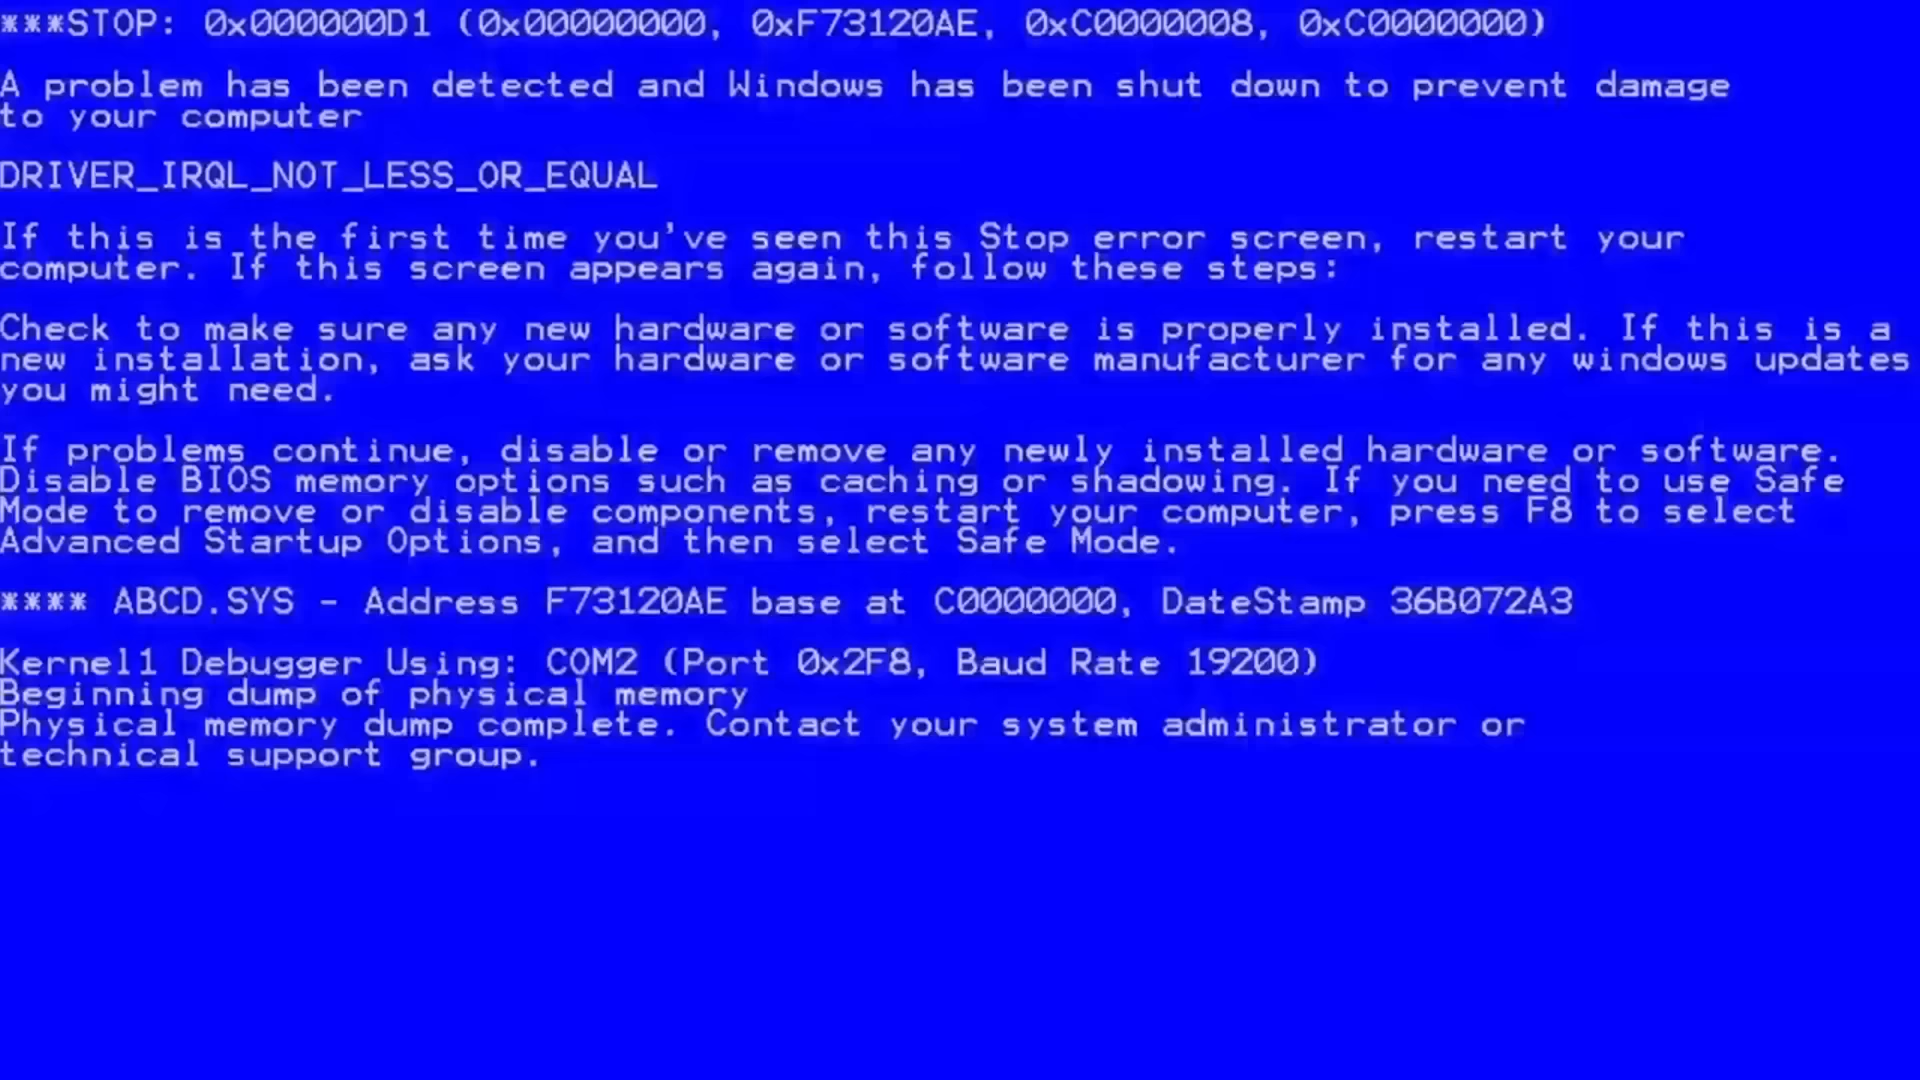 ***STOP: 0x000000D1 (0x00000000, 0xF73120AE, 0xC0000008, 0xC0000000)
A problem has been detected and Windows has been shut down to prevent damage
to your computer
DRIVER_IRQL_NOT_LESS_OR_EQUAL
If this is the first time you've seen this Stop error screen, restart your
computer. If this screen appears again, follow these steps:
Check to make sure any new hardware or software is properly installed. If this is a
new installation, ask your hardware or software manufacturer for any windows updates
you might need.
If problems continue, disable or remove any newly installed hardware or software.
Disable BIOS memory options such as caching or shadowing. If you need to use Safe
Mode to remove or disable components, restart your computer, press F8 to select
Advanced Startup Options, and then select Safe Mode.
**** ABCD.SYS - Address F73120AE base at C0000000, DateStamp 36B072A3
Kernel1 Debugger Using: COM2 (Port 0x2F8, Baud Rate 19200)
Beginning dump of physical memory
Physical memory dump complete. Contact your system administrator or
technical support group.